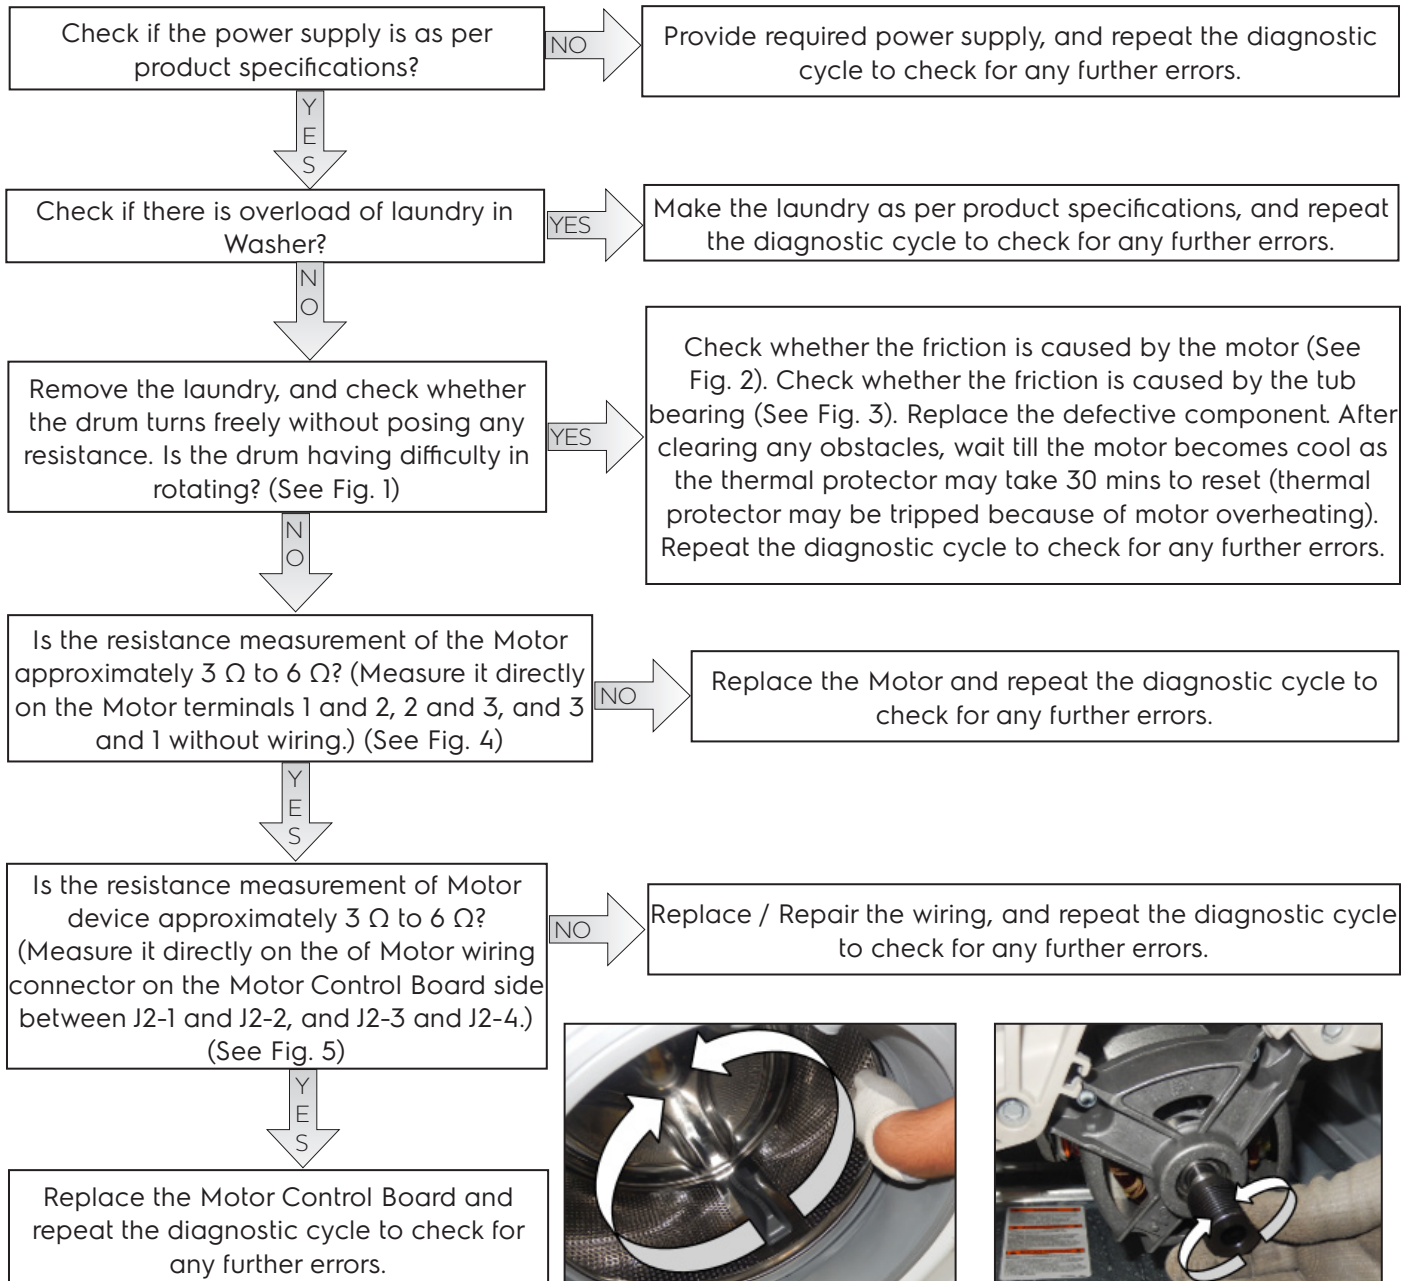 Check if the power supply is as per
product specifications?
NO
Provide required power supply, and repeat the diagnostic
cycle to check for any further errors.
YES
Check if there is overload of laundry in
Washer?
YES
Make the laundry as per product specifications, and repeat
the diagnostic cycle to check for any further errors.
NO
Remove the laundry, and check whether
the drum turns freely without posing any
resistance. Is the drum having difficulty in
rotating? (See Fig. 1)
YES
Check whether the friction is caused by the motor (See
Fig. 2). Check whether the friction is caused by the tub
bearing (See Fig. 3). Replace the defective component. After
clearing any obstacles, wait till the motor becomes cool as
the thermal protector may take 30 mins to reset (thermal
protector may be tripped because of motor overheating).
Repeat the diagnostic cycle to check for any further errors.
NO
Is the resistance measurement of the Motor
approximately 3 Ω to 6 Ω? (Measure it directly
on the Motor terminals 1 and 2, 2 and 3, and 3
and 1 without wiring.) (See Fig. 4)
NO
Replace the Motor and repeat the diagnostic cycle to
check for any further errors.
YES
Is the resistance measurement of Motor
device approximately 3 Ω to 6 Ω?
(Measure it directly on the of Motor wiring
connector on the Motor Control Board side
between J2-1 and J2-2, and J2-3 and J2-4.)
(See Fig. 5)
NO
Replace / Repair the wiring, and repeat the diagnostic cycle
to check for any further errors.
YES
Replace the Motor Control Board and
repeat the diagnostic cycle to check for
any further errors.